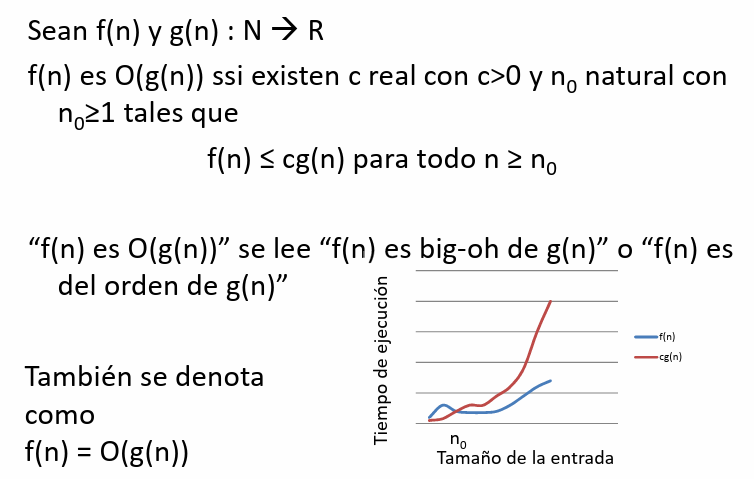 Sean f(n) y g(n) : N → R
f(n) es O(g(n)) ssi existen c real con c>0 y n₀ natural con
n₀≥1 tales que
f(n) ≤ cg(n) para todo n ≥ n₀
“f(n) es O(g(n))” se lee “f(n) es big-oh de g(n)” o “f(n) es
del orden de g(n)”
También se denota
como
f(n) = O(g(n))
Tiempo de ejecución
f(n)
cg(n)
n₀
Tamaño de la entrada